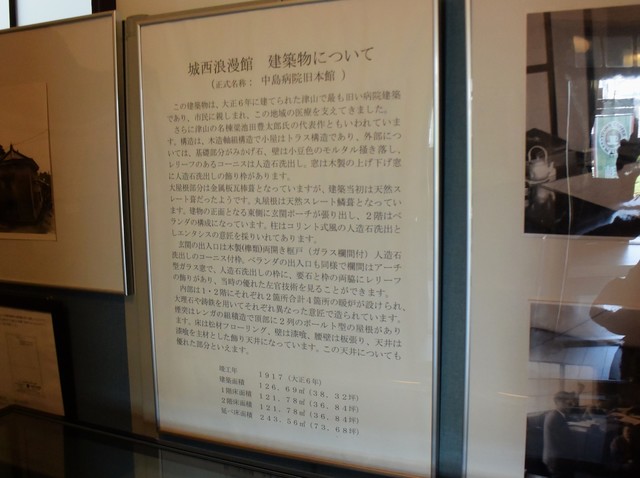 城西浪漫館　建築物について
（正式名称：　中島病院旧本館　）
この建築物は、大正６年に建てられた津山で最も旧い病院建築
であり、市民に親しまれ、この地域の医療を支えてきました。
さらに津山の名棟梁池田豊太郎氏の代表作ともいわれていま
す。構造は、木造軸組構造で小屋はトラス構造であり、外部につ
いては、基礎部分がみかげ石、壁は小豆色のモルタル掻き落し、
レリーフのあるコーニスは人造石洗出し、窓は木製の上げ下げ窓
に人造石洗出しの飾り枠があります。
大屋根部分は金属板瓦棒葺となっていますが、建築当初は天然ス
レート葺だったようです。丸屋根は天然スレート鱗葺となってい
ます。建物の正面となる東側に玄関ポーチが張り出し、２階はベ
ランダの構成になっています。柱はコリント式風の人造石洗出と
しエンタシスの意匠を採りいれてあります。
玄関の出入口は木製(欅類)両開き框戸（ガラス欄間付）人造石
洗出しのコーニス付枠、ベランダの出入口も同様で欄間はアーチ
型ガラス窓で、人造石洗出しの枠に、要石と枠の両脇にレリーフ
の飾りがあり、当時の優れた左官技術を見ることができます。
内部は１・２階にそれぞれ２箇所合計４箇所の暖炉が設けられ、
大理石や鋳鉄を用いてそれぞれ異なった意匠で造られています。
煙突はレンガの組積造で頂部に２列のボールト型の屋根があり
ます。床は桧材フローリング、壁は漆喰、腰壁は板張り、天井は
漆喰を主材とした飾り天井になっています。この天井についても
優れた部分といえます。
竣工年　１９１７（大正６年）
建築面積　１２６．６９㎡（３８．３２坪）
１階床面積　１２１．７８㎡（３６．８４坪）
２階床面積　１２１．７８㎡（３６．８４坪）
延べ床面積　２４３．５６㎡（７３．６８坪）